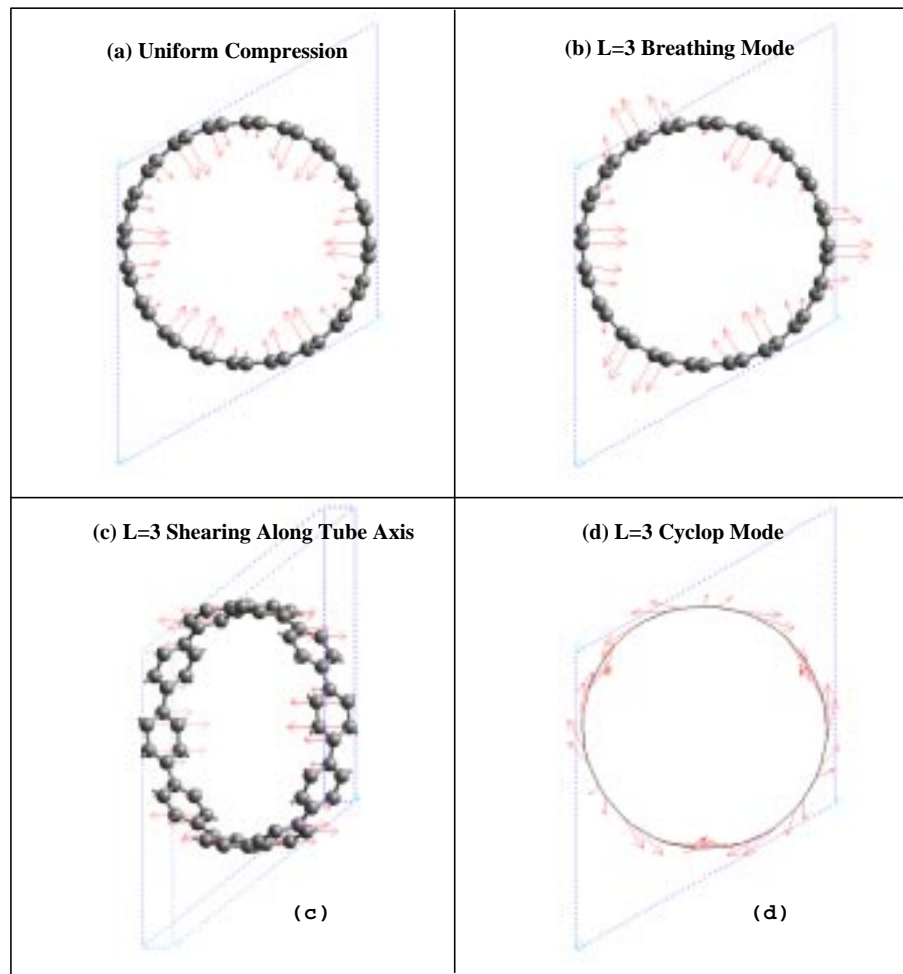 (a) Uniform Compression
(b) L=3 Breathing Mode
(c) L=3 Shearing Along Tube Axis
(d) L=3 Cyclop Mode
(c)
(d)